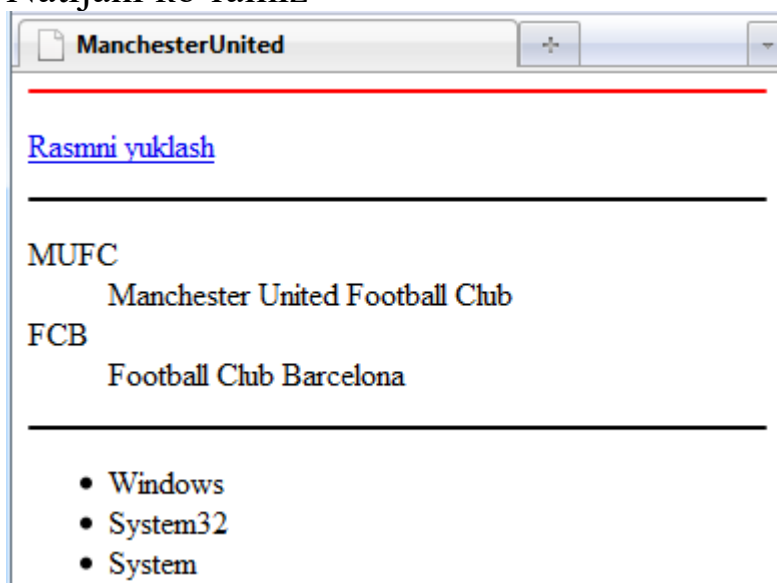 ManchesterUnited
Rasmni yuklash
MUFC
Manchester United Football Club
FCB
Football Club Barcelona
Windows
System32
System